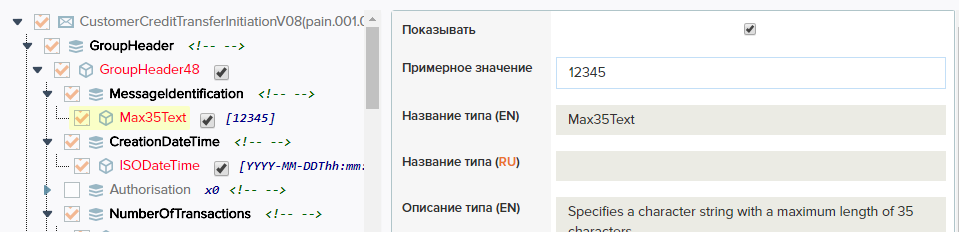 CustomerCreditTransferInitiationV08(pain.001.0
GroupHeader <!-- -->
GroupHeader48
MessageIdentification <!-- -->
Max35Text [12345]
CreationDateTime <!-- -->
ISODateTime [YYYY-MM-DDThh:mm:
Authorisation x0 <!-- -->
NumberOfTransactions <!-- -->
Показывать
Примерное значение 12345
Название типа (EN) Max35Text
Название типа (RU)
Описание типа (EN) Specifies a character string with a maximum length of 35
characters